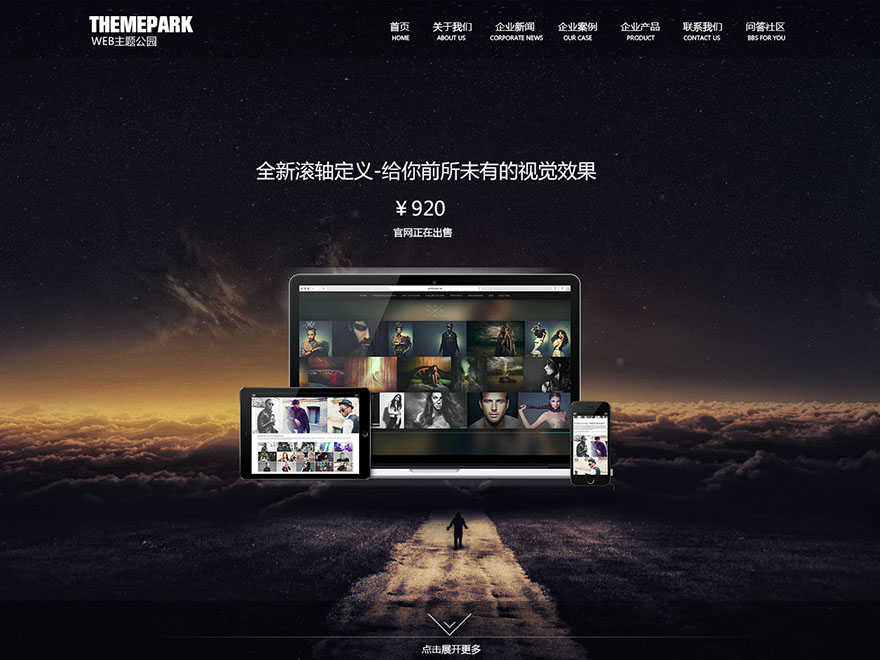 THEMEPARK
WEB主题公园
首页 关于我们 企业新闻 企业案例 企业产品 联系我们 问答社区
HOME ABOUT US CORPORATE NEWS OUR CASE PRODUCT CONTACT US BBS FOR YOU
全新滚轴定义-给你前所未有的视觉效果
￥920
官网正在出售
点击展开更多